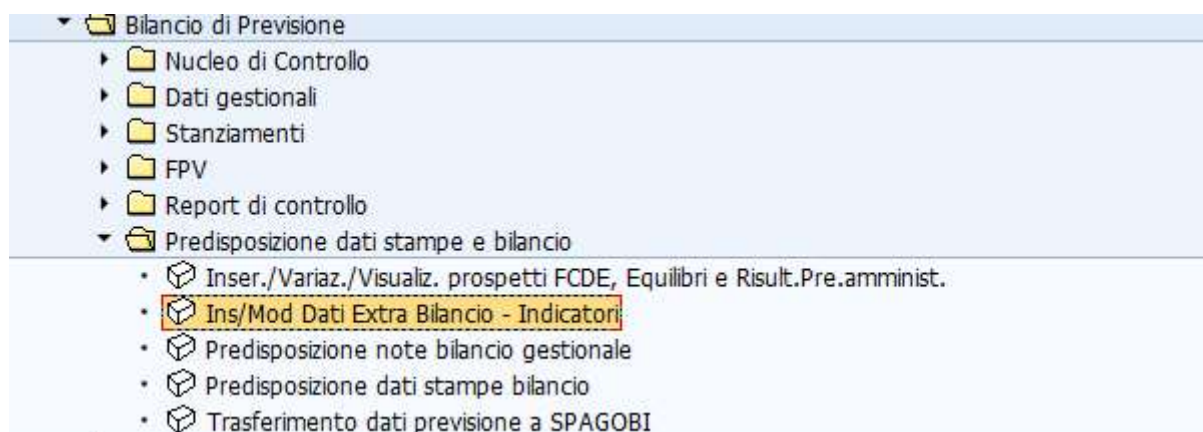 Bilancio di Previsione
Nucleo di Controllo
Dati gestionali
Stanziamenti
FPV
Report di controllo
Predisposizione dati stampe e bilancio
Inser./Variaz./Visualiz. prospetti FCDE, Equilibri e Risult.Pre.amminist.
Ins/Mod Dati Extra Bilancio - Indicatori
Predisposizione note bilancio gestionale
Predisposizione dati stampe bilancio
Trasferimento dati previsione a SPAGOBI